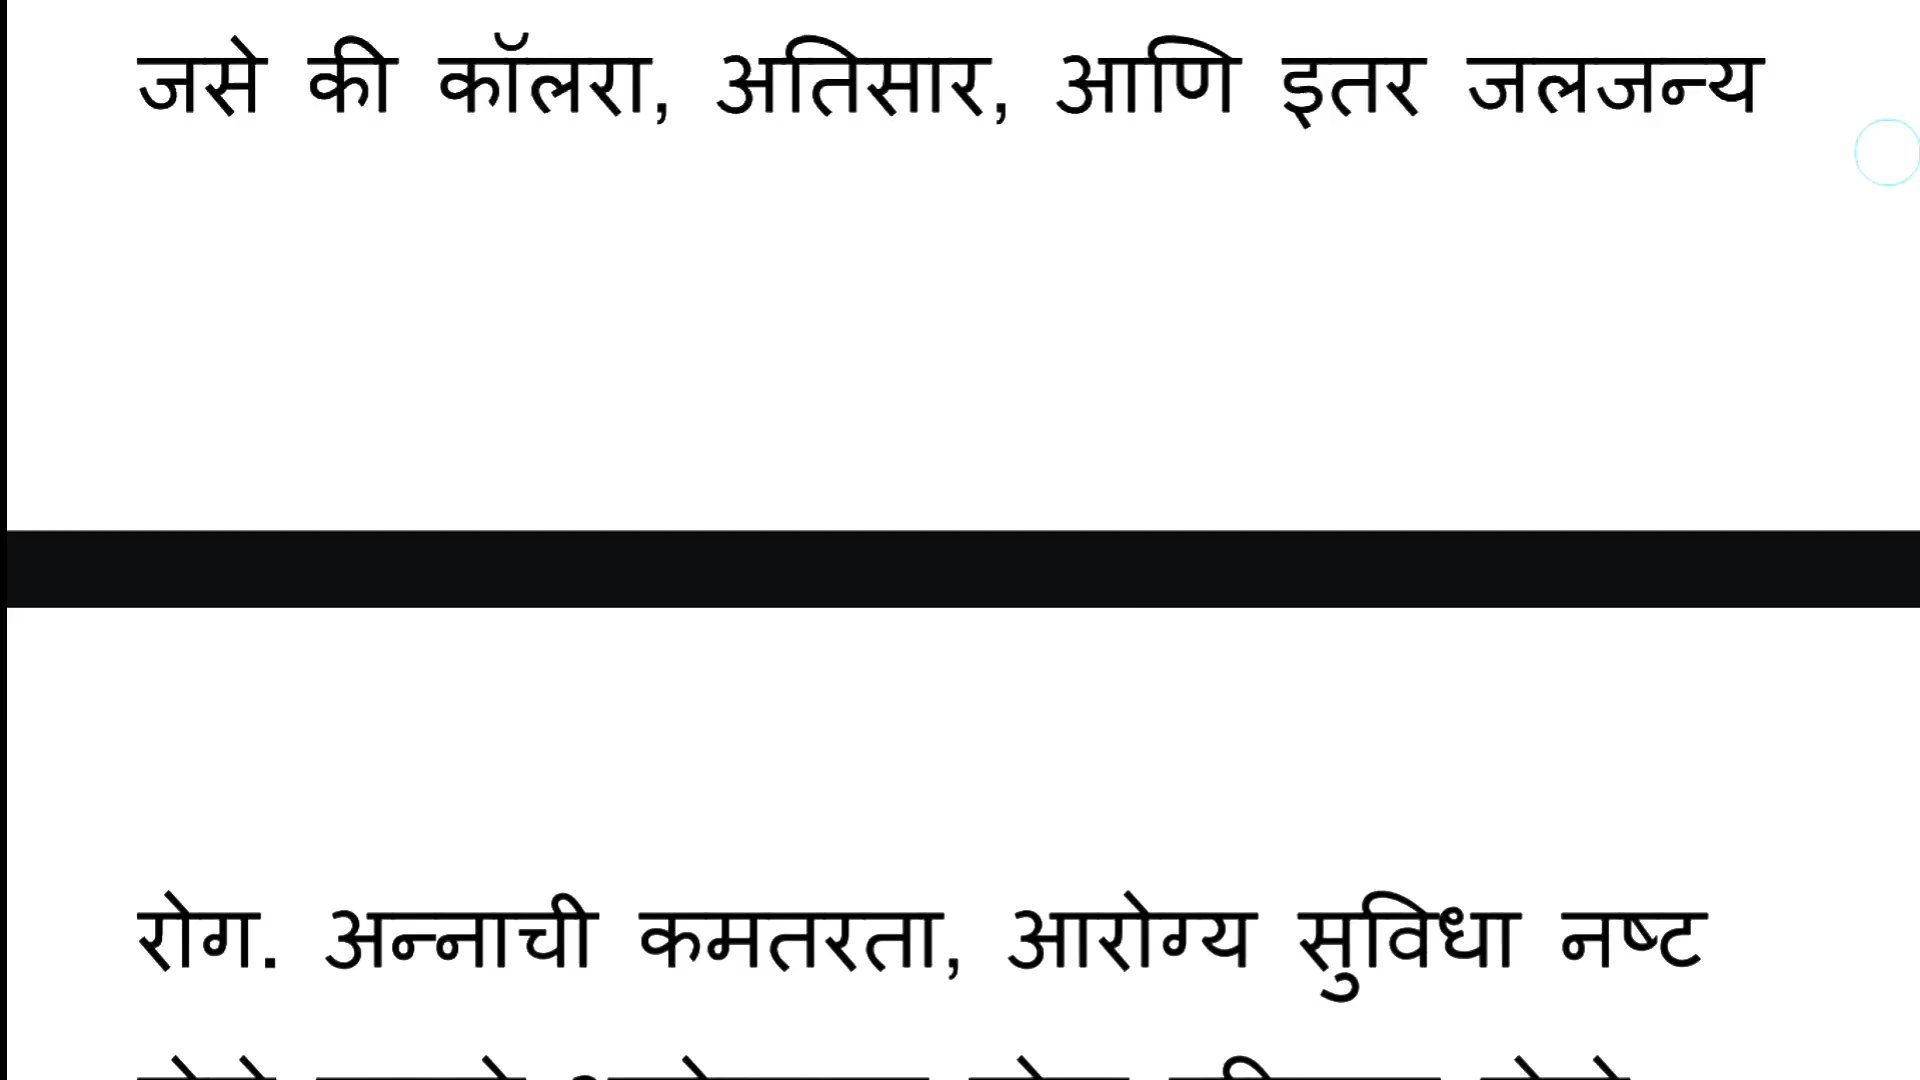 जसे की कॉलरा, अतिसार, आणि इतर जलजन्य
रोग. अन्नाची कमतरता, आरोग्य सुविधा नष्ट